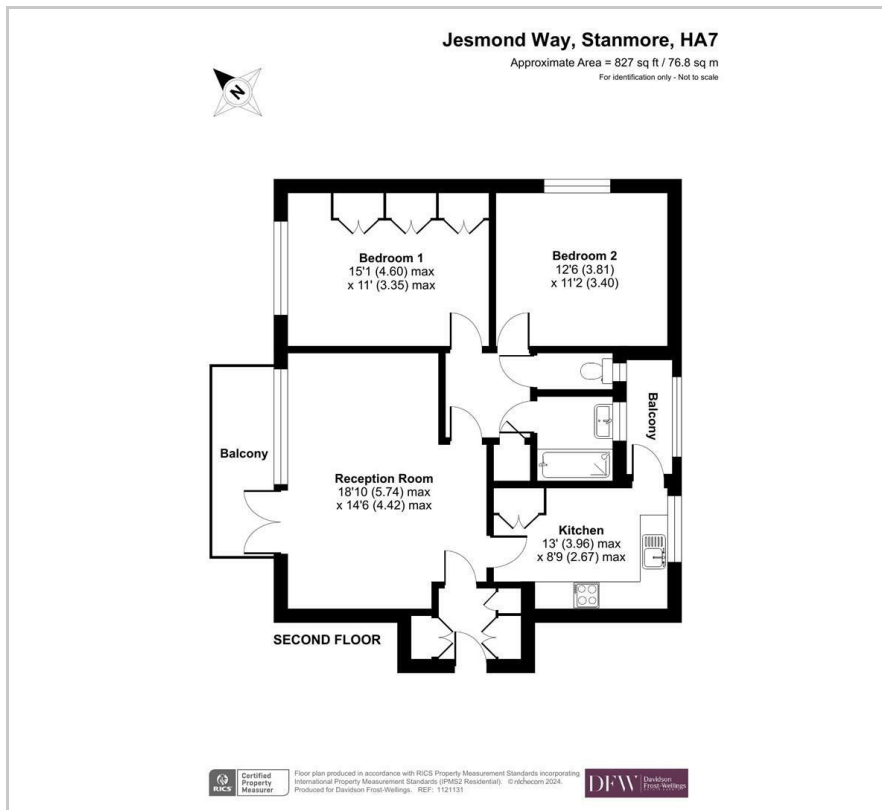 Jesmond Way, Stanmore, HA7
Approximate Area = 827 sq ft / 76.8 sq m
For identification only - Not to scale
N
Bedroom 1
15'1 (4.60) max
x 11' (3.35) max
Bedroom 2
12'6 (3.81)
x 11'2 (3.40)
Balcony
Balcony
Reception Room
18'10 (5.74) max
x 14'6 (4.42) max
Kitchen
13' (3.96) max
x 8'9 (2.67) max
SECOND FLOOR
RICS
Certified
Property
Measurer
Floor plan produced in accordance with RICS Property Measurement Standards incorporating
International Property Measurement Standards (IPMS2 Residential). © nichecom 2024.
Produced for Davidson Frost-Wellings. REF: 1121131
DFW
Davidson
Frost-Wellings